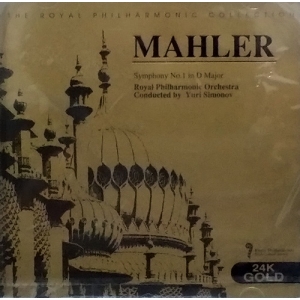 THE ROYAL PHILHARMONIC COLLECTION
MAHLER
Symphony No.1 in D Major
Royal Philharmonic Orchestra
Conducted by Yuri Simonov
24K
GOLD